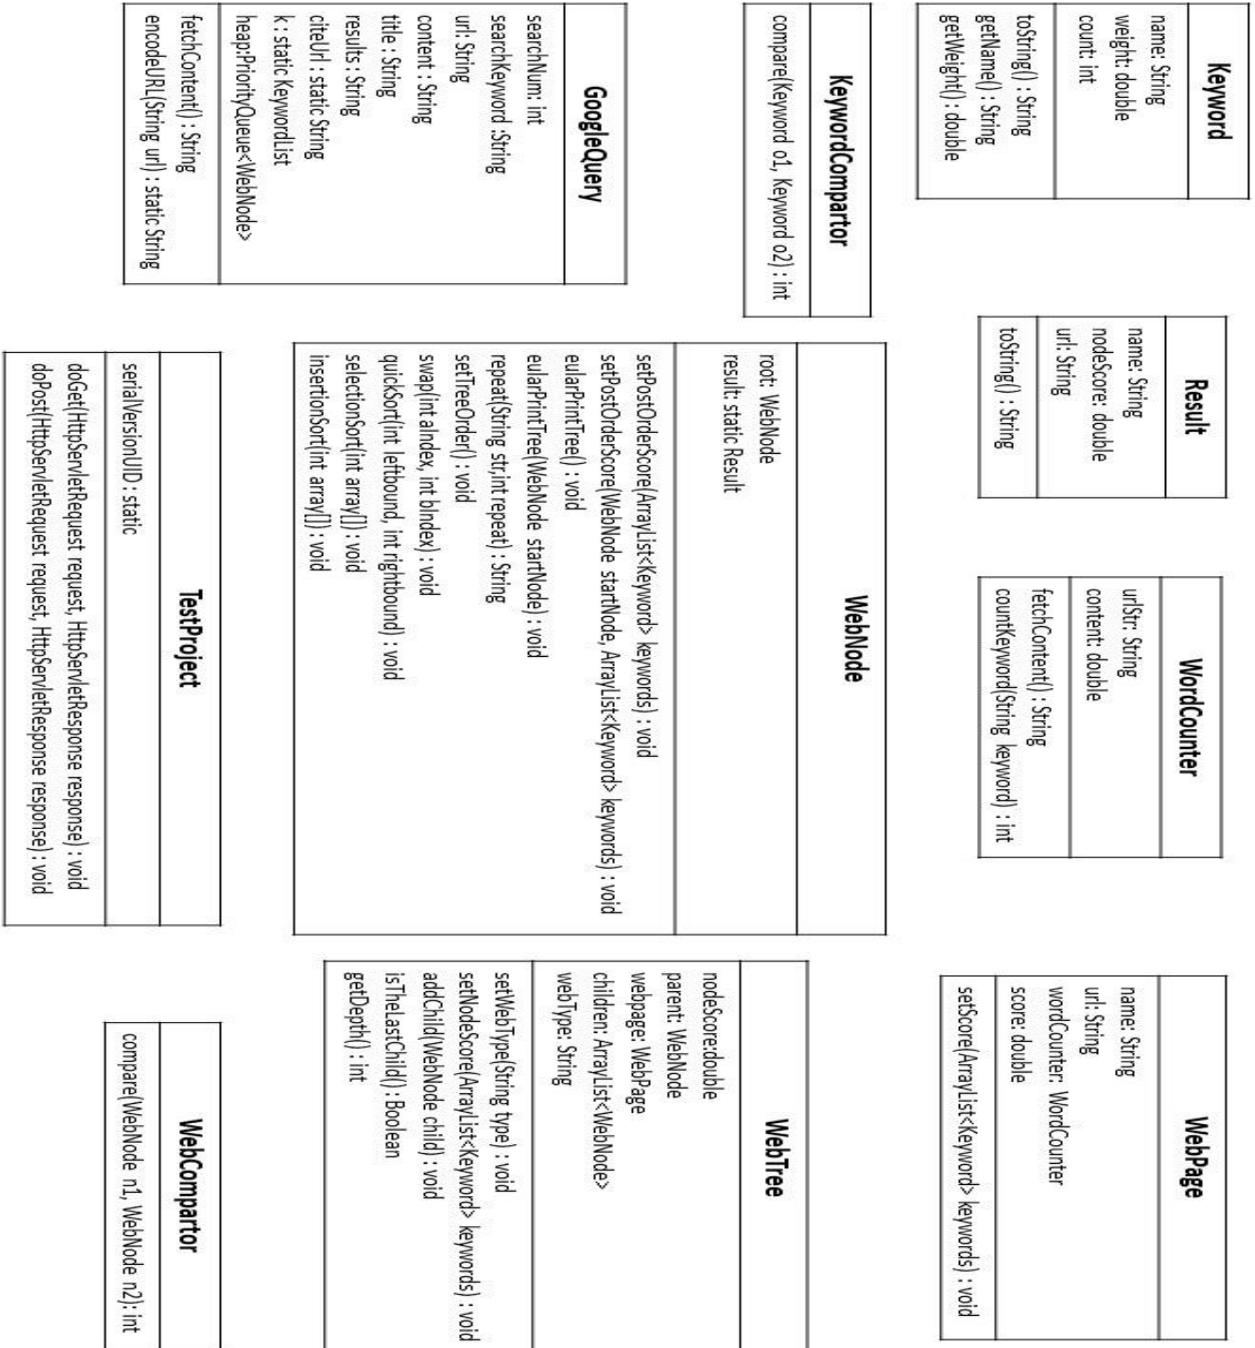 Keyword
name: String
weight: double
count: int
toString() : String
getName() : String
getWeight() : double
Result
name: String
nodeScore: double
url: String
toString() : String
WordCounter
urlStr: String
content: double
fetchContent() : String
countKeyword(String keyword) : int
WebPage
name: String
url: String
wordCounter: WordCounter
score: double
setScore(ArrayList<Keyword> keywords) : void
KeywordCompartor
compare(Keyword o1, Keyword o2) : int
WebNode
root: WebNode
result: static Result
setPostOrderScore(ArrayList<Keyword> keywords) : void
setPostOrderScore(WebNode startNode, ArrayList<Keyword> keywords) : void
eularPrintTree() : void
eularPrintTree(WebNode startNode) : void
repeat(String str,int repeat) : String
setTreeOrder() : void
swap(int aIndex, int bIndex) : void
quickSort(int leftbound, int rightbound) : void
selectionSort(int array[]) : void
insertionSort(int array[]) : void
WebTree
nodeScore:double
parent: WebNode
webpage: WebPage
children: ArrayList<WebNode>
webType: String
setWebType(String type) : void
setNodeScore(ArrayList<Keyword> keywords) : void
addChild(WebNode child) : void
isTheLastChild() : Boolean
getDepth() : int
GoogleQuery
searchNum: int
searchKeyword :String
url: String
content : String
title : String
results : String
citeUrl : static String
k : static KeywordList
heap:PriorityQueue<WebNode>
fetchContent() : String
encodeURL(String url) : static String
TestProject
serialVersionUID : static
doGet(HttpServletRequest request, HttpServletResponse response) : void
doPost(HttpServletRequest request, HttpServletResponse response) : void
WebCompartor
compare(WebNode n1, WebNode n2): int